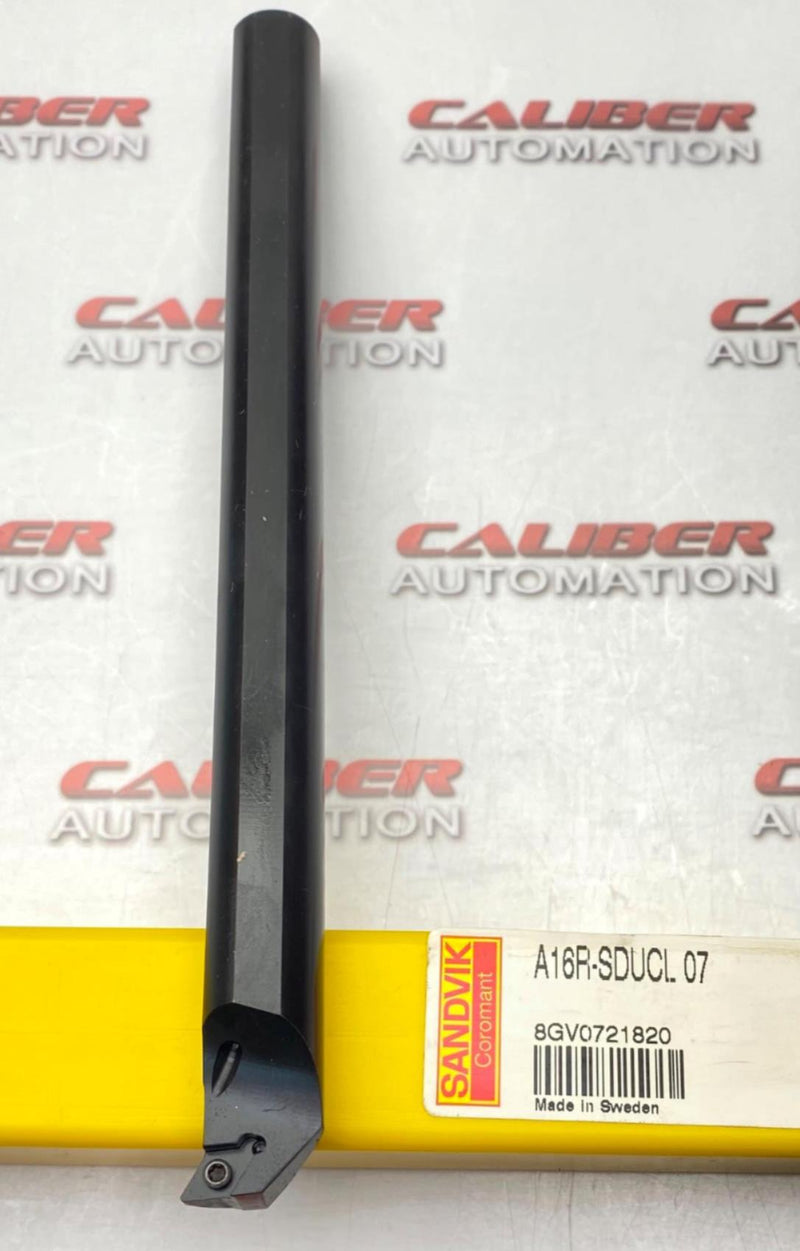 CALIBER
AUTOMATION
CALIBER
AUTOMATION
CALIBER
AUTOMATION
SANDVIK
Coromant
A16R-SDUCL 07
8GV0721820
Made in Sweden